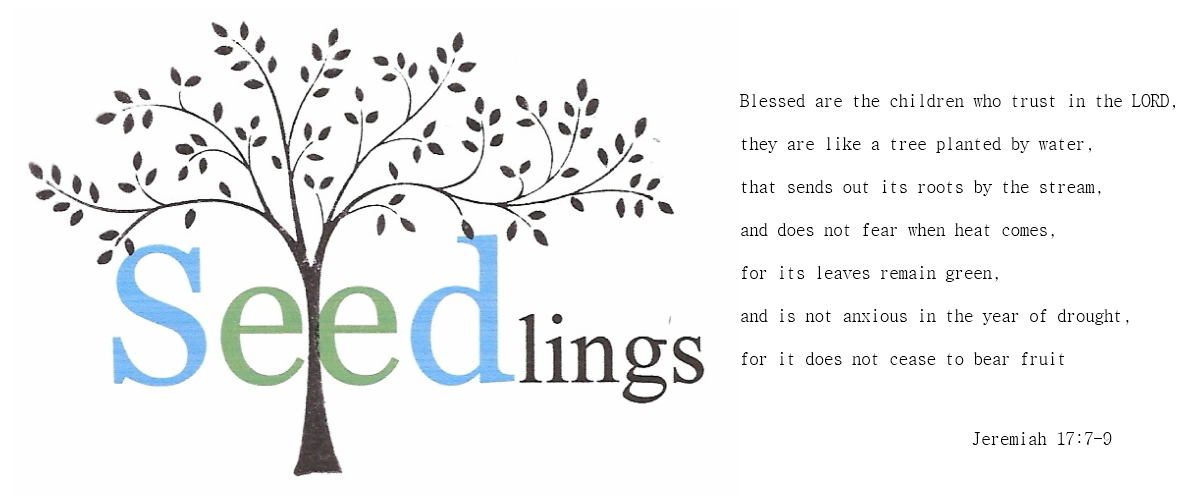 Seedlings
Blessed are the children who trust in the LORD,
they are like a tree planted by water,
that sends out its roots by the stream,
and does not fear when heat comes,
for its leaves remain green,
and is not anxious in the year of drought,
for it does not cease to bear fruit
Jeremiah 17:7-9